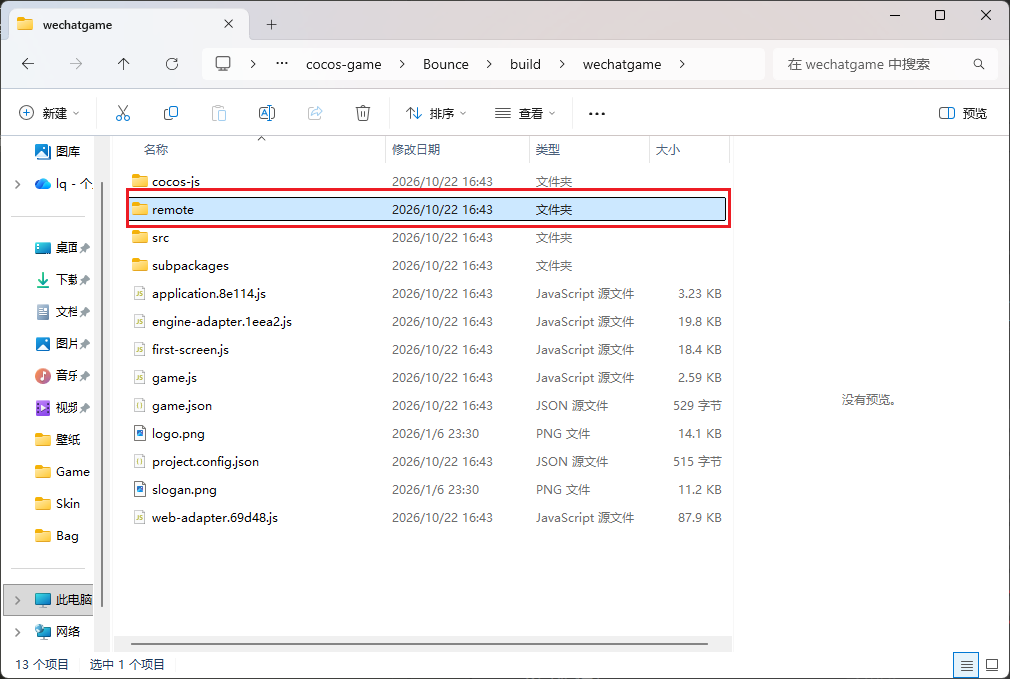 wechatgame
cocos-game Bounce build wechatgame
在 wechatgame 中搜索
新建 排序 查看 预览
图库
lq - 个
桌面
下载
文档
图片
音乐
视频
壁纸
Game
Skin
Bag
此电脑
网络
名称 修改日期 类型 大小
cocos-js 2026/10/22 16:43 文件夹
remote 2026/10/22 16:43 文件夹
src 2026/10/22 16:43 文件夹
subpackages 2026/10/22 16:43 文件夹
application.8e114.js 2026/10/22 16:43 JavaScript 源文件 3.23 KB
engine-adapter.1eea2.js 2026/10/22 16:43 JavaScript 源文件 19.8 KB
first-screen.js 2026/10/22 16:43 JavaScript 源文件 18.4 KB
game.js 2026/10/22 16:43 JavaScript 源文件 2.59 KB
game.json 2026/10/22 16:43 JSON 源文件 529 字节
logo.png 2026/1/6 23:30 PNG 文件 14.1 KB
project.config.json 2026/10/22 16:43 JSON 源文件 515 字节
slogan.png 2026/1/6 23:30 PNG 文件 11.2 KB
web-adapter.69d48.js 2026/10/22 16:43 JavaScript 源文件 87.9 KB
没有预览。
13 个项目 选中 1 个项目